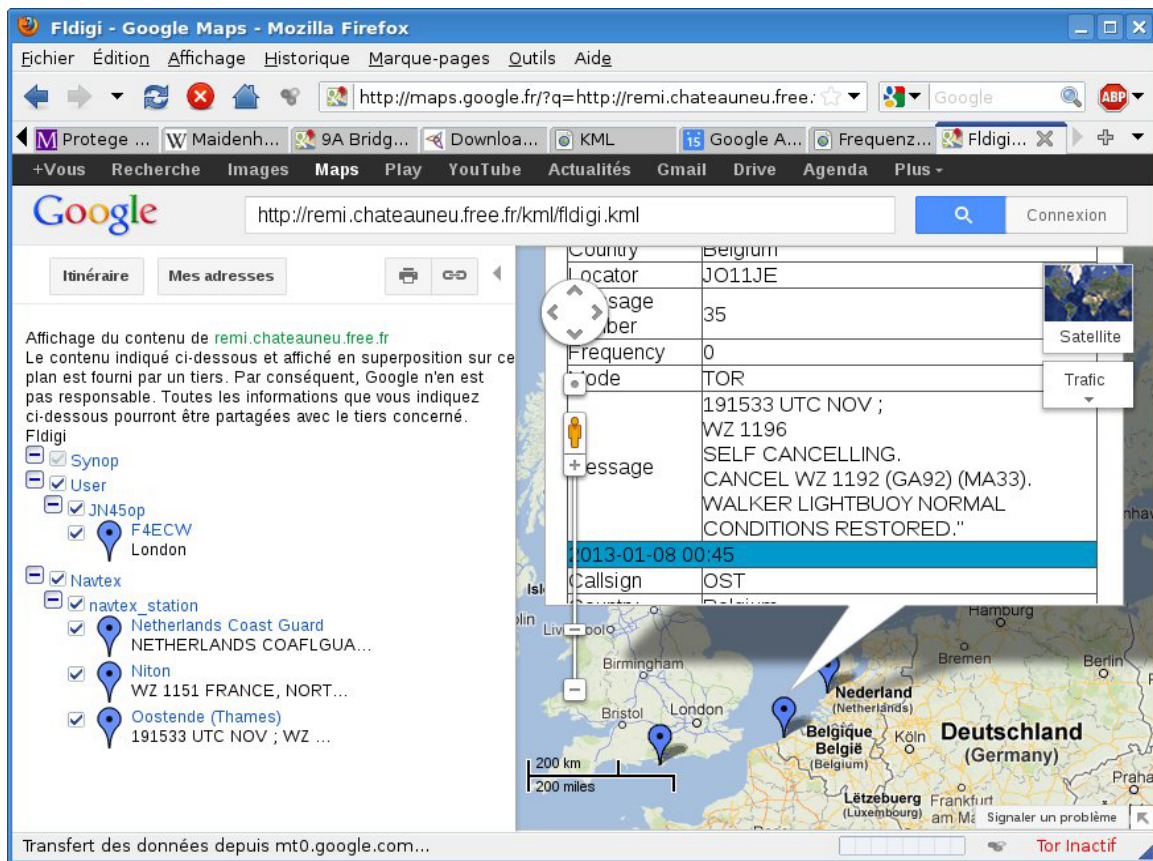 Fldigi - Google Maps - Mozilla Firefox
Fichier Édition Affichage Historique Marque-pages Outils Aide
http://maps.google.fr/?q=http://remi.chateauneu.free. Google ABP
M Protege ... W Maidenh... 9A Bridg... Downloa... KML 15 Google A... Frequenz... Fldigi...
+Vous Recherche Images Maps Play YouTube Actualités Gmail Drive Agenda Plus
Google http://remi.chateauneu.free.fr/kml/fldigi.kml Connexion
Itinéraire Mes adresses
Affichage du contenu de remi.chateauneu.free.fr
Le contenu indiqué ci-dessous et affiché en superposition sur ce
plan est fourni par un tiers. Par conséquent, Google n'en est
pas responsable. Toutes les informations que vous indiquez
ci-dessous pourront être partagées avec le tiers concerné.
Fldigi
Synop
User
JN45op
F4ECW
London
Navtex
navtex_station
Netherlands Coast Guard
NETHERLANDS COAFLGUA...
Niton
WZ 1151 FRANCE, NORT...
Oostende (Thames)
191533 UTC NOV ; WZ ...
Country Belgium
Locator JO11JE
35
Frequency 0
Mode TOR
Message
191533 UTC NOV ;
WZ 1196
SELF CANCELLING.
CANCEL WZ 1192 (GA92) (MA33).
WALKER LIGHTBUOY NORMAL
CONDITIONS RESTORED."
2013-01-08 00:45
Callsign OST
Country Belgium
Satellite
Trafic
Hamburg
Birmingham
Bremen
Berlin
Nederland
(Netherlands)
Bristol
London
Belgique
België
(Belgium)
Köln
Deutschland
(Germany)
200 km
200 miles
Praha
Lëtzebuerg
(Luxembourg)
Frankfurt
am Ma
Signaler un problème
Transfert des données depuis mt0.google.com... Tor Inactif